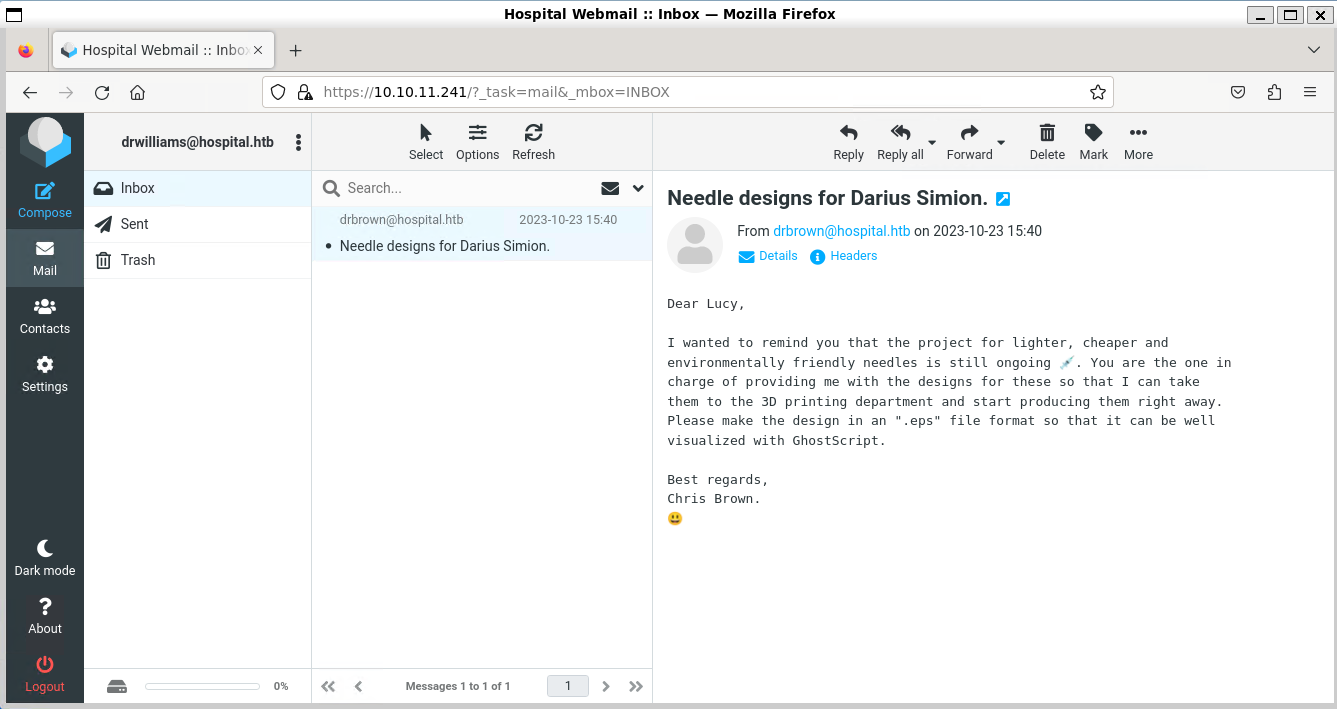 Hospital Webmail :: Inbox — Mozilla Firefox
Hospital Webmail :: Inbo
https://10.10.11.241/?_task=mail&_mbox=INBOX
drwilliams@hospital.htb
Select Options Refresh
Reply Reply all Forward Delete Mark More
Compose
Mail
Contacts
Settings
Dark mode
About
Logout
Inbox
Sent
Trash
0%
Search...
drbrown@hospital.htb 2023-10-23 15:40
• Needle designs for Darius Simion.
Messages 1 to 1 of 1 1
Needle designs for Darius Simion.
From drbrown@hospital.htb on 2023-10-23 15:40
Details Headers
Dear Lucy,
I wanted to remind you that the project for lighter, cheaper and
environmentally friendly needles is still ongoing 💉. You are the one in
charge of providing me with the designs for these so that I can take
them to the 3D printing department and start producing them right away.
Please make the design in an ".eps" file format so that it can be well
visualized with GhostScript.
Best regards,
Chris Brown.
😃